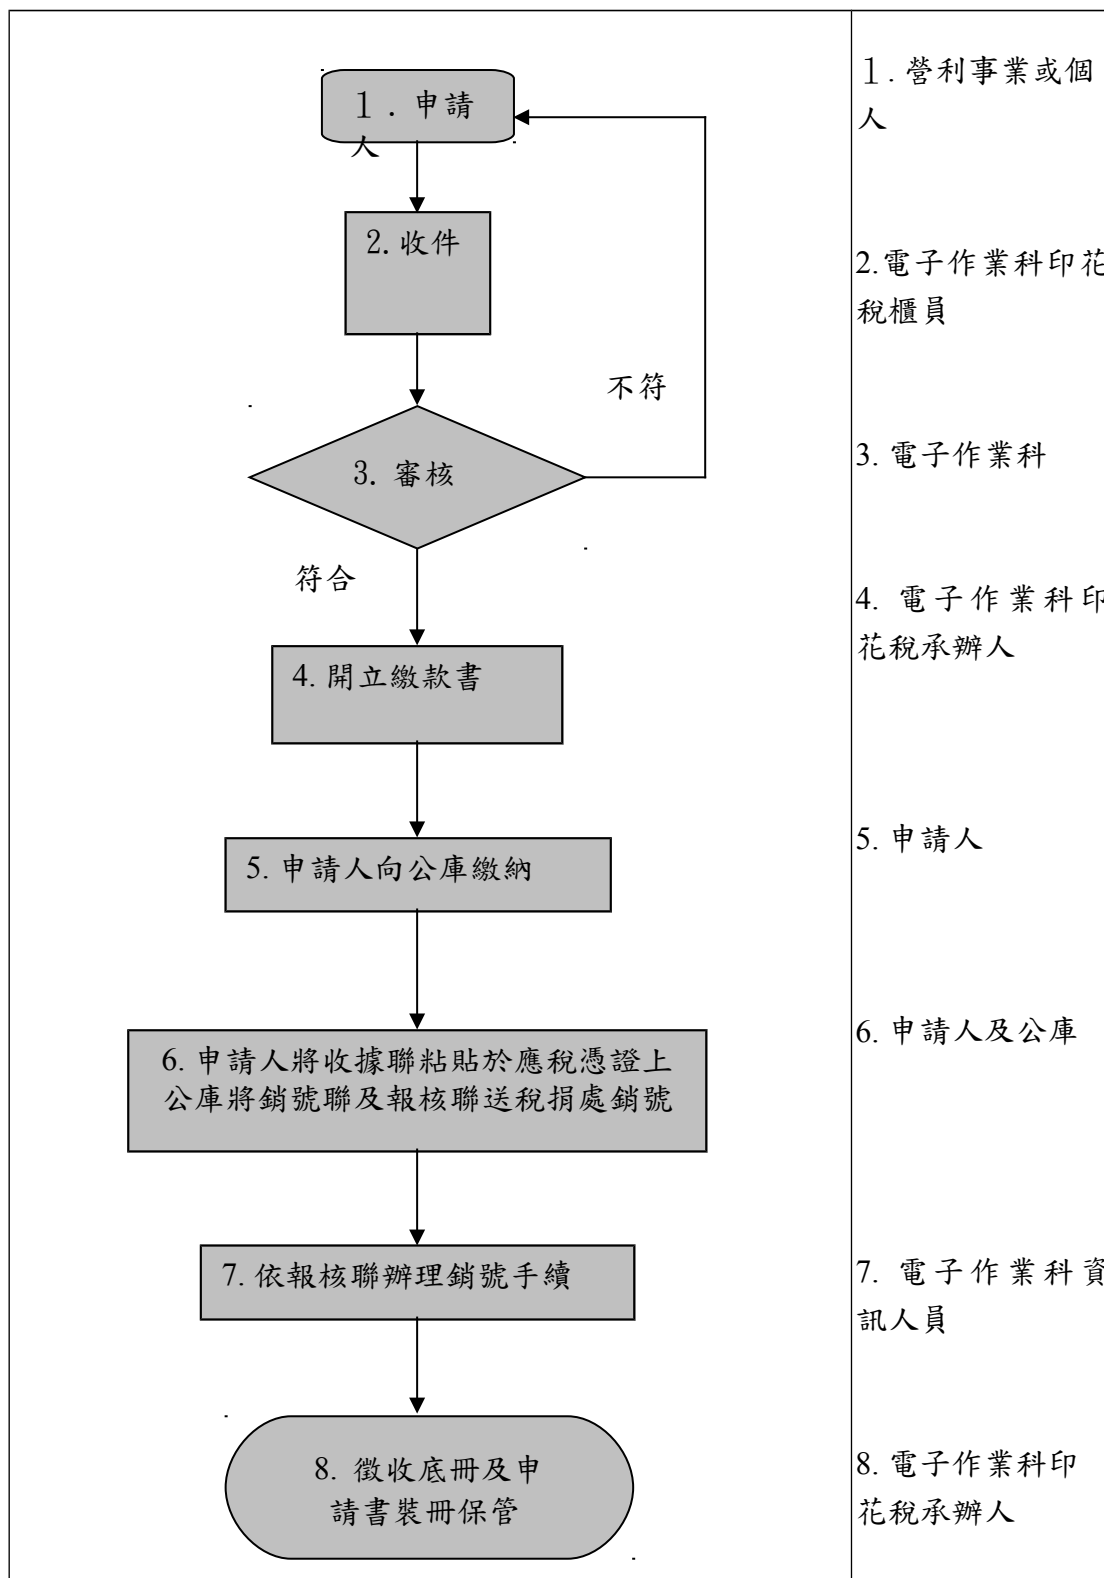 １．申請
人
2. 收件
不符
3. 審核
符合
4. 開立繳款書
5. 申請人向公庫繳納
6. 申請人將收據聯粘貼於應稅憑證上
公庫將銷號聯及報核聯送稅捐處銷號
7. 依報核聯辦理銷號手續
8. 徵收底冊及申
請書裝冊保管
１. 營利事業或個
人
2.電子作業科印花
稅櫃員
3. 電子作業科
4. 電子作業科印
花稅承辦人
5. 申請人
6. 申請人及公庫
7. 電子作業科資
訊人員
8. 電子作業科印
花稅承辦人